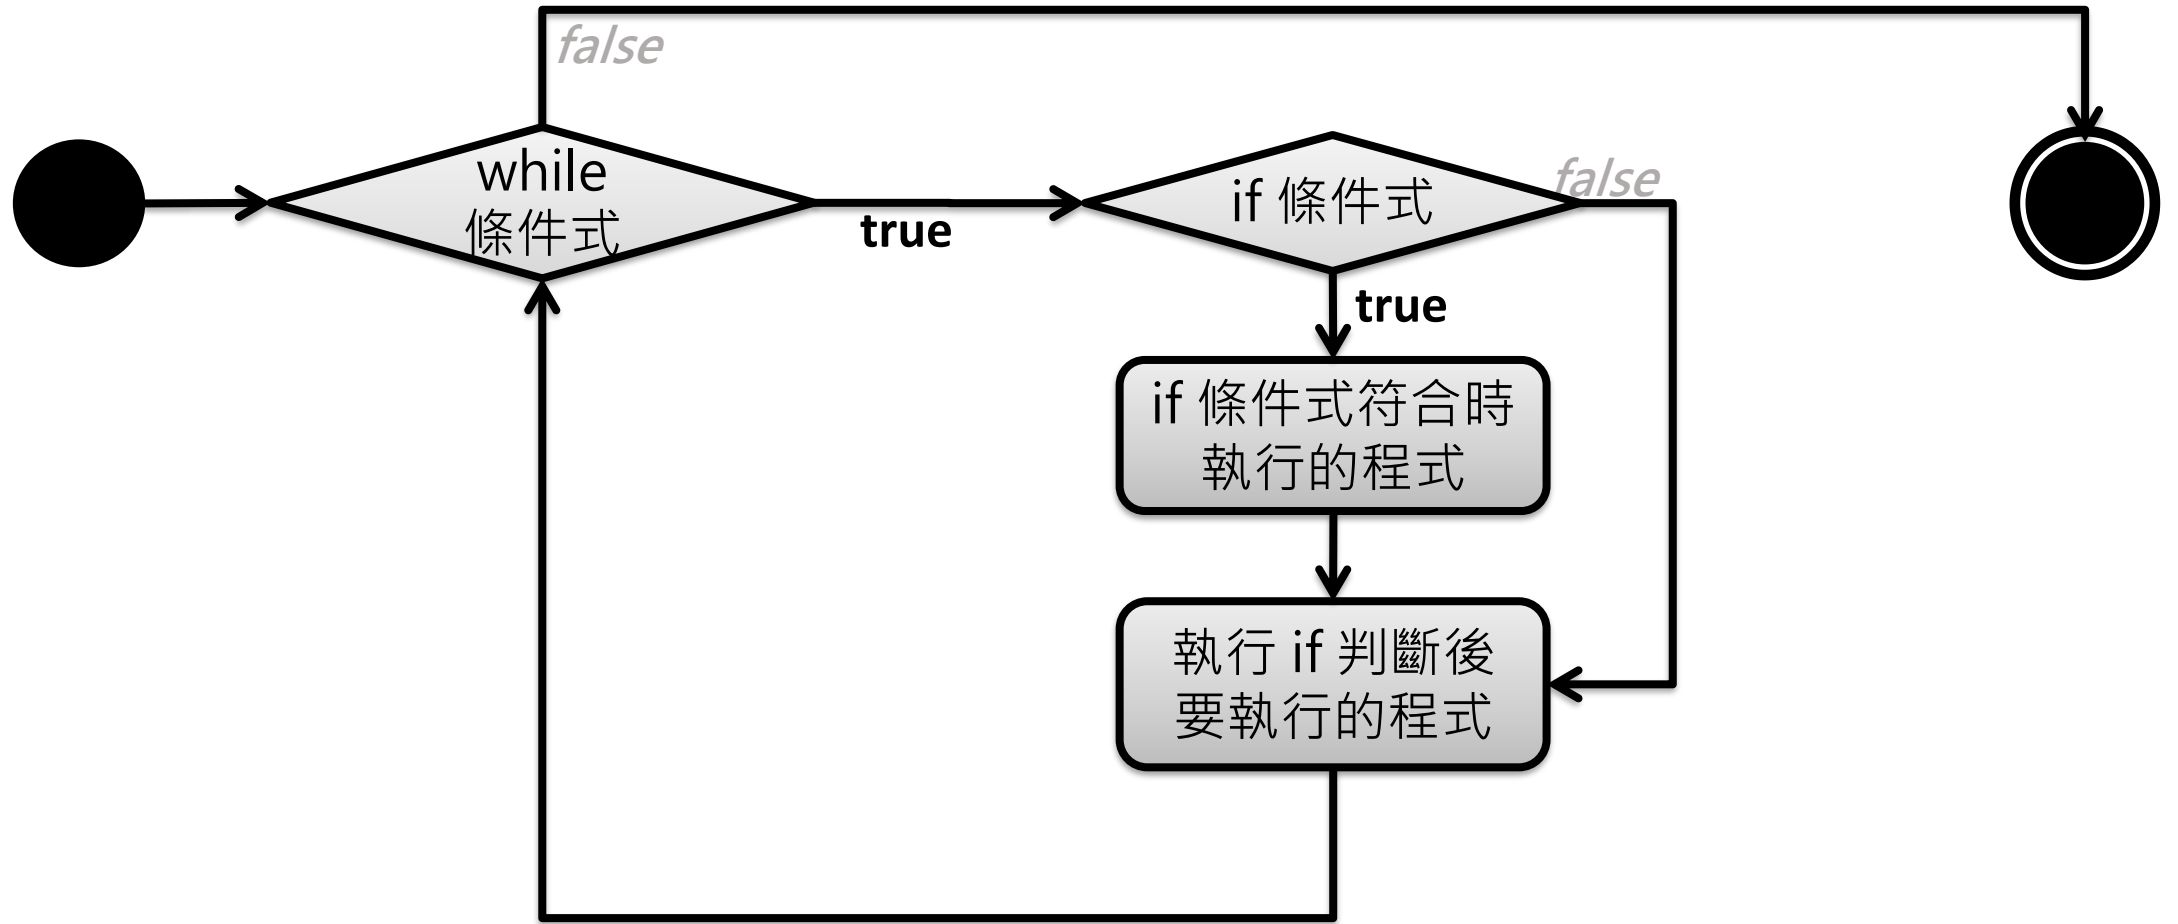 false
while
條件式
true
if 條件式
false
true
if 條件式符合時
執行的程式
執行 if 判斷後
要執行的程式